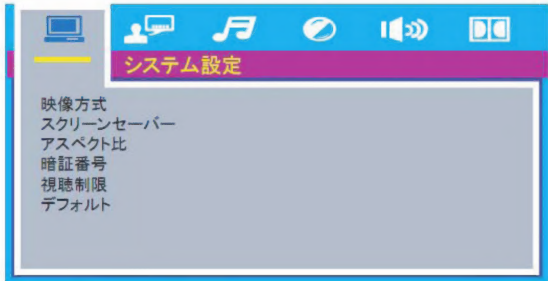 システム設定
映像方式
スクリーンセーバー
アスペクト比
暗証番号
視聴制限
デフォルト